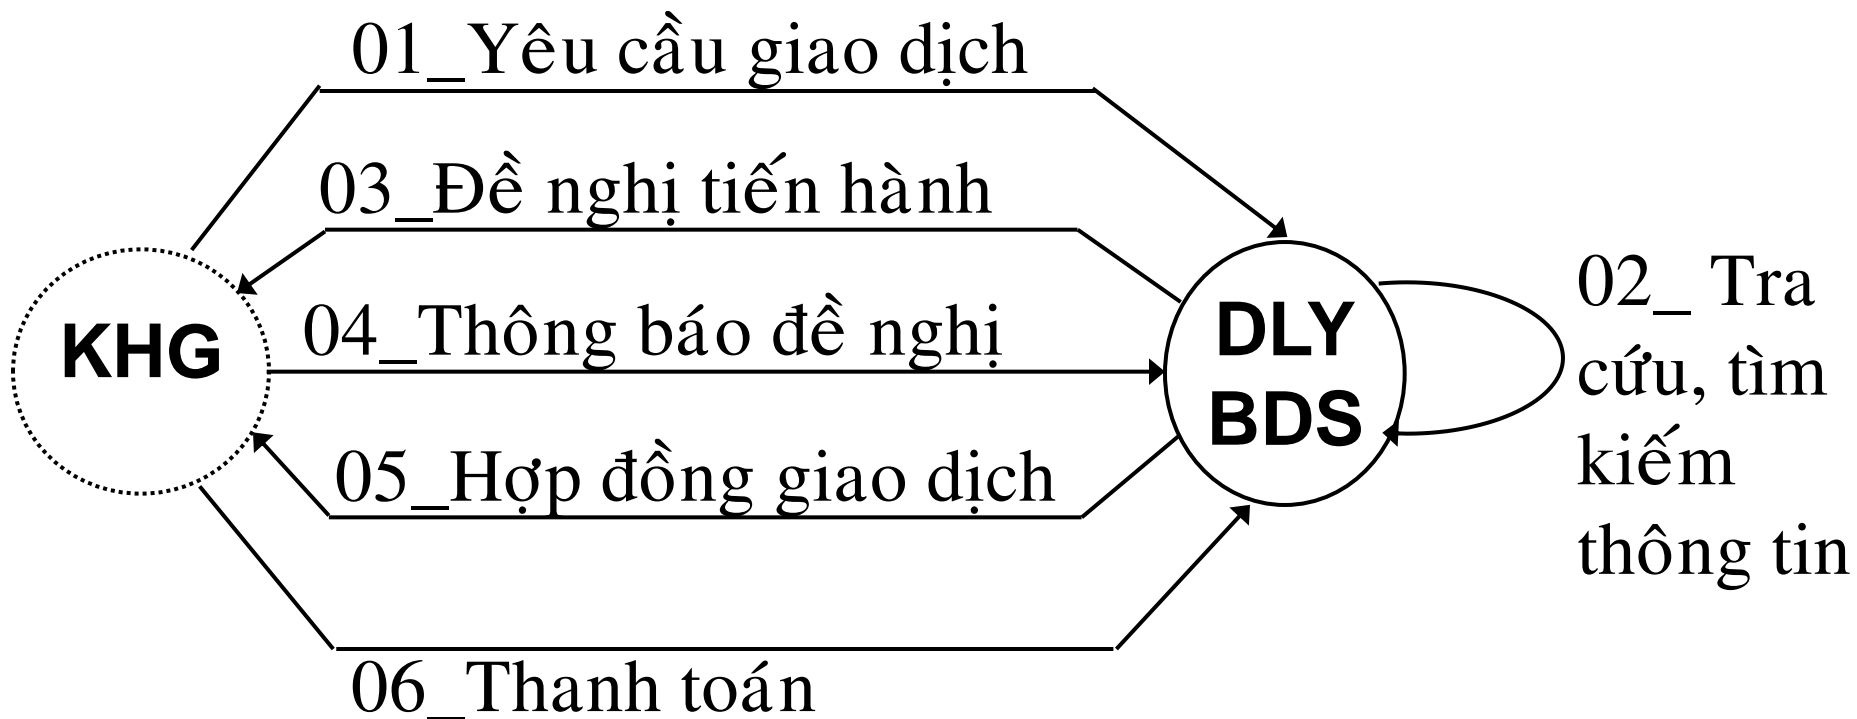 01_Yêu cầu giao dịch
03_Đề nghị tiến hành
KHG
04_Thông báo đề nghị
DLY
BDS
02_ Tra
cứu, tìm
kiếm
thông tin
05_Hợp đồng giao dịch
06_Thanh toán